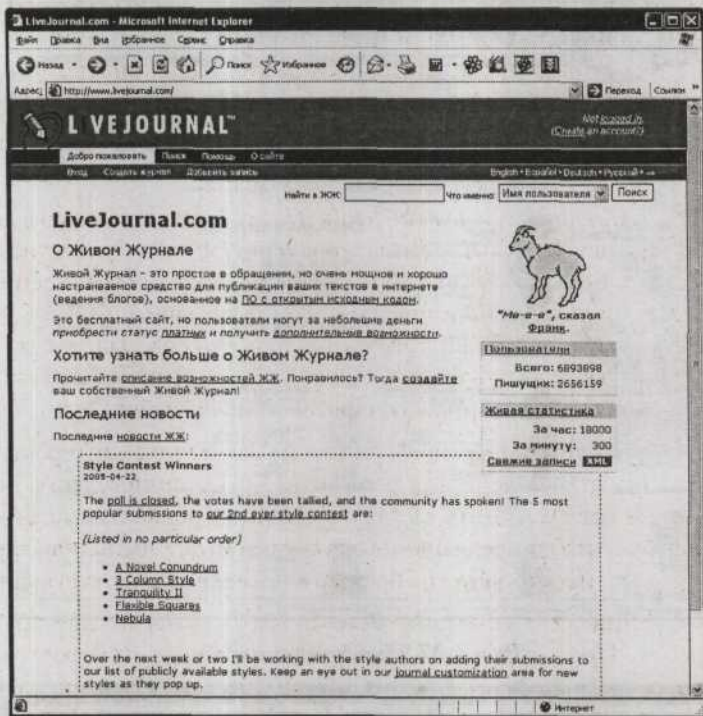 LiveJournal.com - Microsoft Internet Explorer
Файл Правка Вид Избранное Сервис Справка
Назад Поиск Избранное
Адрес: http://www.livejournal.com/ Переход Ссылки
LIVEJOURNAL™
Not logged in.
(Create an account?)
Добро пожаловать Поиск Помощь О сайте
Вход Создать журнал Добавить запись English • Español • Deutsch • Русский •
Найти в ЖЖ: Что именно: Имя пользователя Поиск
LiveJournal.com
О Живом Журнале
Живой Журнал - это простое в обращении, но очень мощное и хорошо
настраиваемое средство для публикации ваших текстов в интернете
(ведения блогов), основанное на ПО с открытым исходным кодом.
Это бесплатный сайт, но пользователи могут за небольшие деньги
приобрести статус платных и получить дополнительные возможности.
Хотите узнать больше о Живом Журнале?
Прочитайте описание возможностей ЖЖ. Понравилось? Тогда создайте
ваш собственный Живой Журнал!
Последние новости
Последние новости ЖЖ:
"Ме-е-е", сказал
Франк.
Пользователи
Всего: 6893898
Пишущих: 2656159
Живая статистика
За час: 18000
За минуту: 300
Свежие записи XML
Style Contest Winners
2005-04-22
The poll is closed, the votes have been tallied, and the community has spoken! The 5 most
popular submissions to our 2nd ever style contest are:
(Listed in no particular order)
• A Novel Conundrum
• 3 Column Style
• Tranquility II
• Flexible Squares
• Nebula
Over the next week or two I'll be working with the style authors on adding their submissions to
our list of publicly available styles. Keep an eye out in our journal customization area for new
styles as they pop up.
Интернет